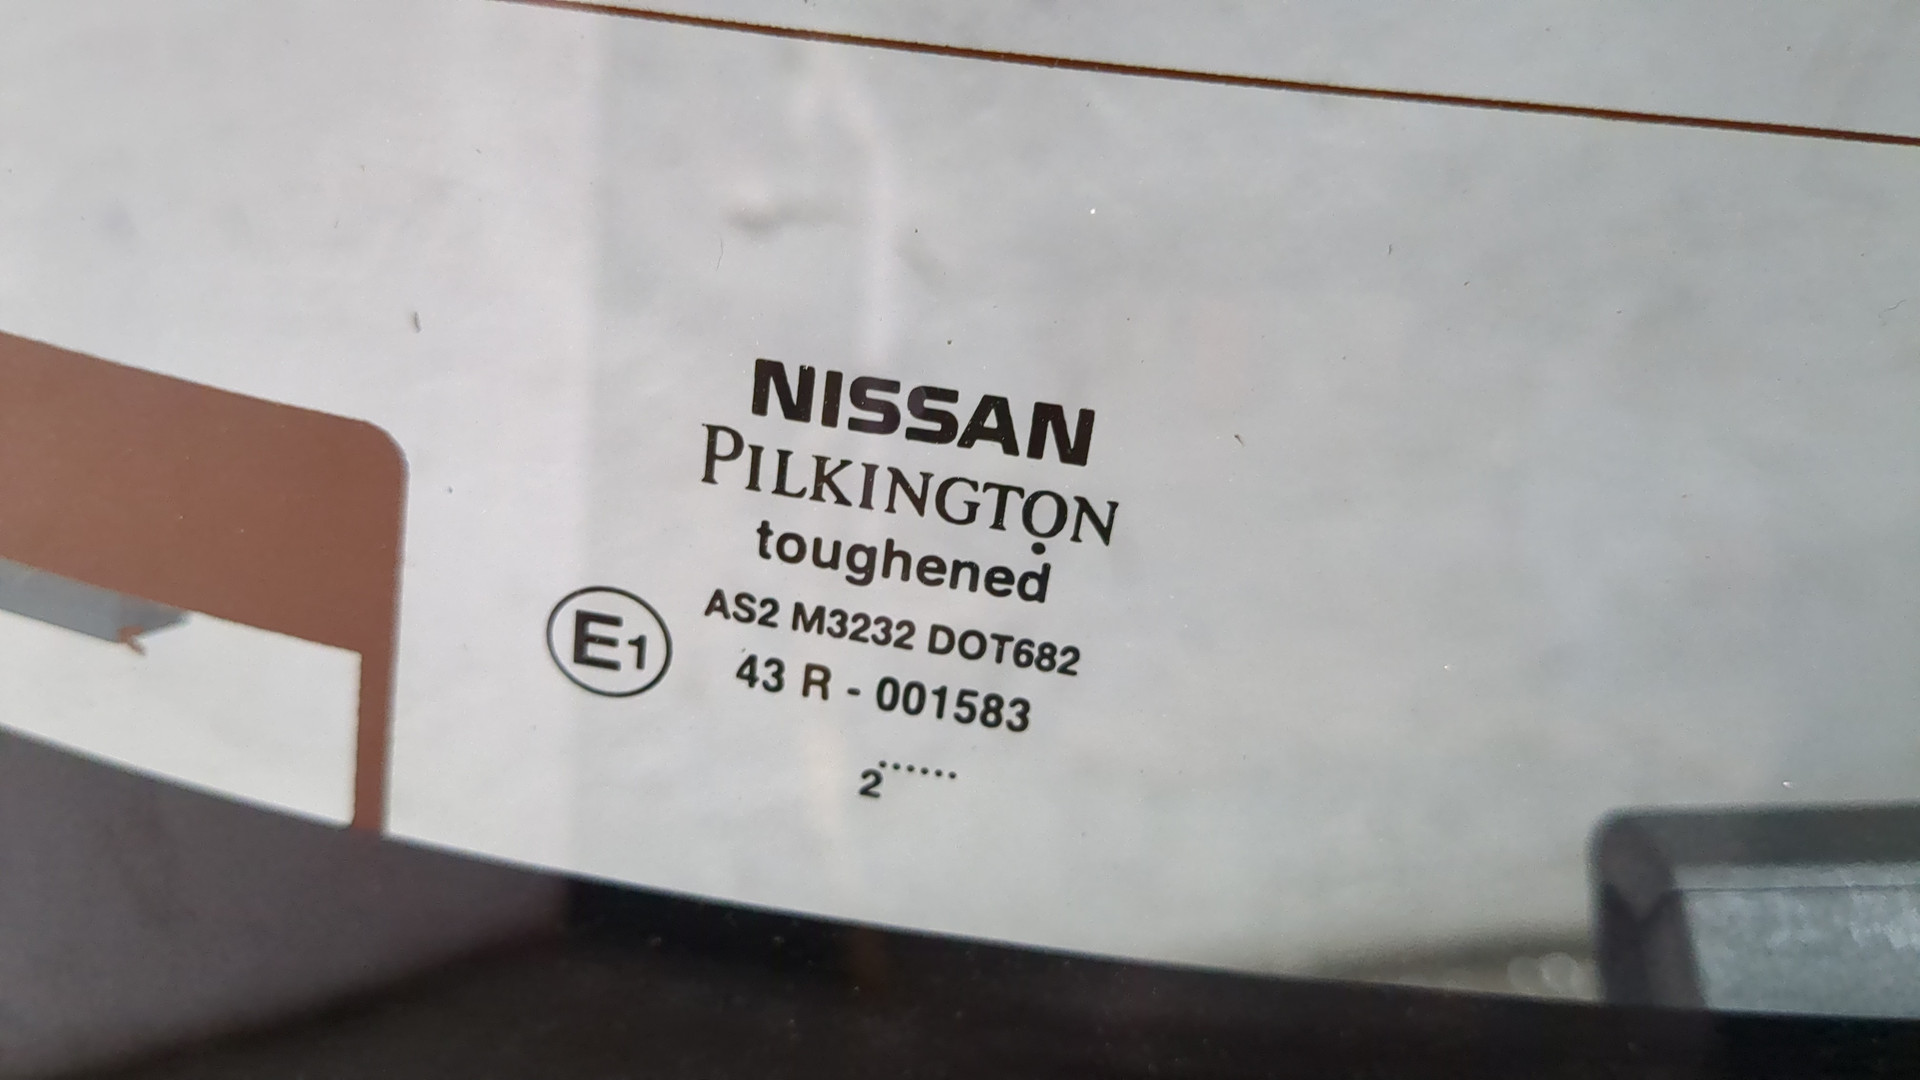 NISSAN
PILKINGTON
toughened
E1
AS2 M3232 DOT682
43 R - 001583
2······